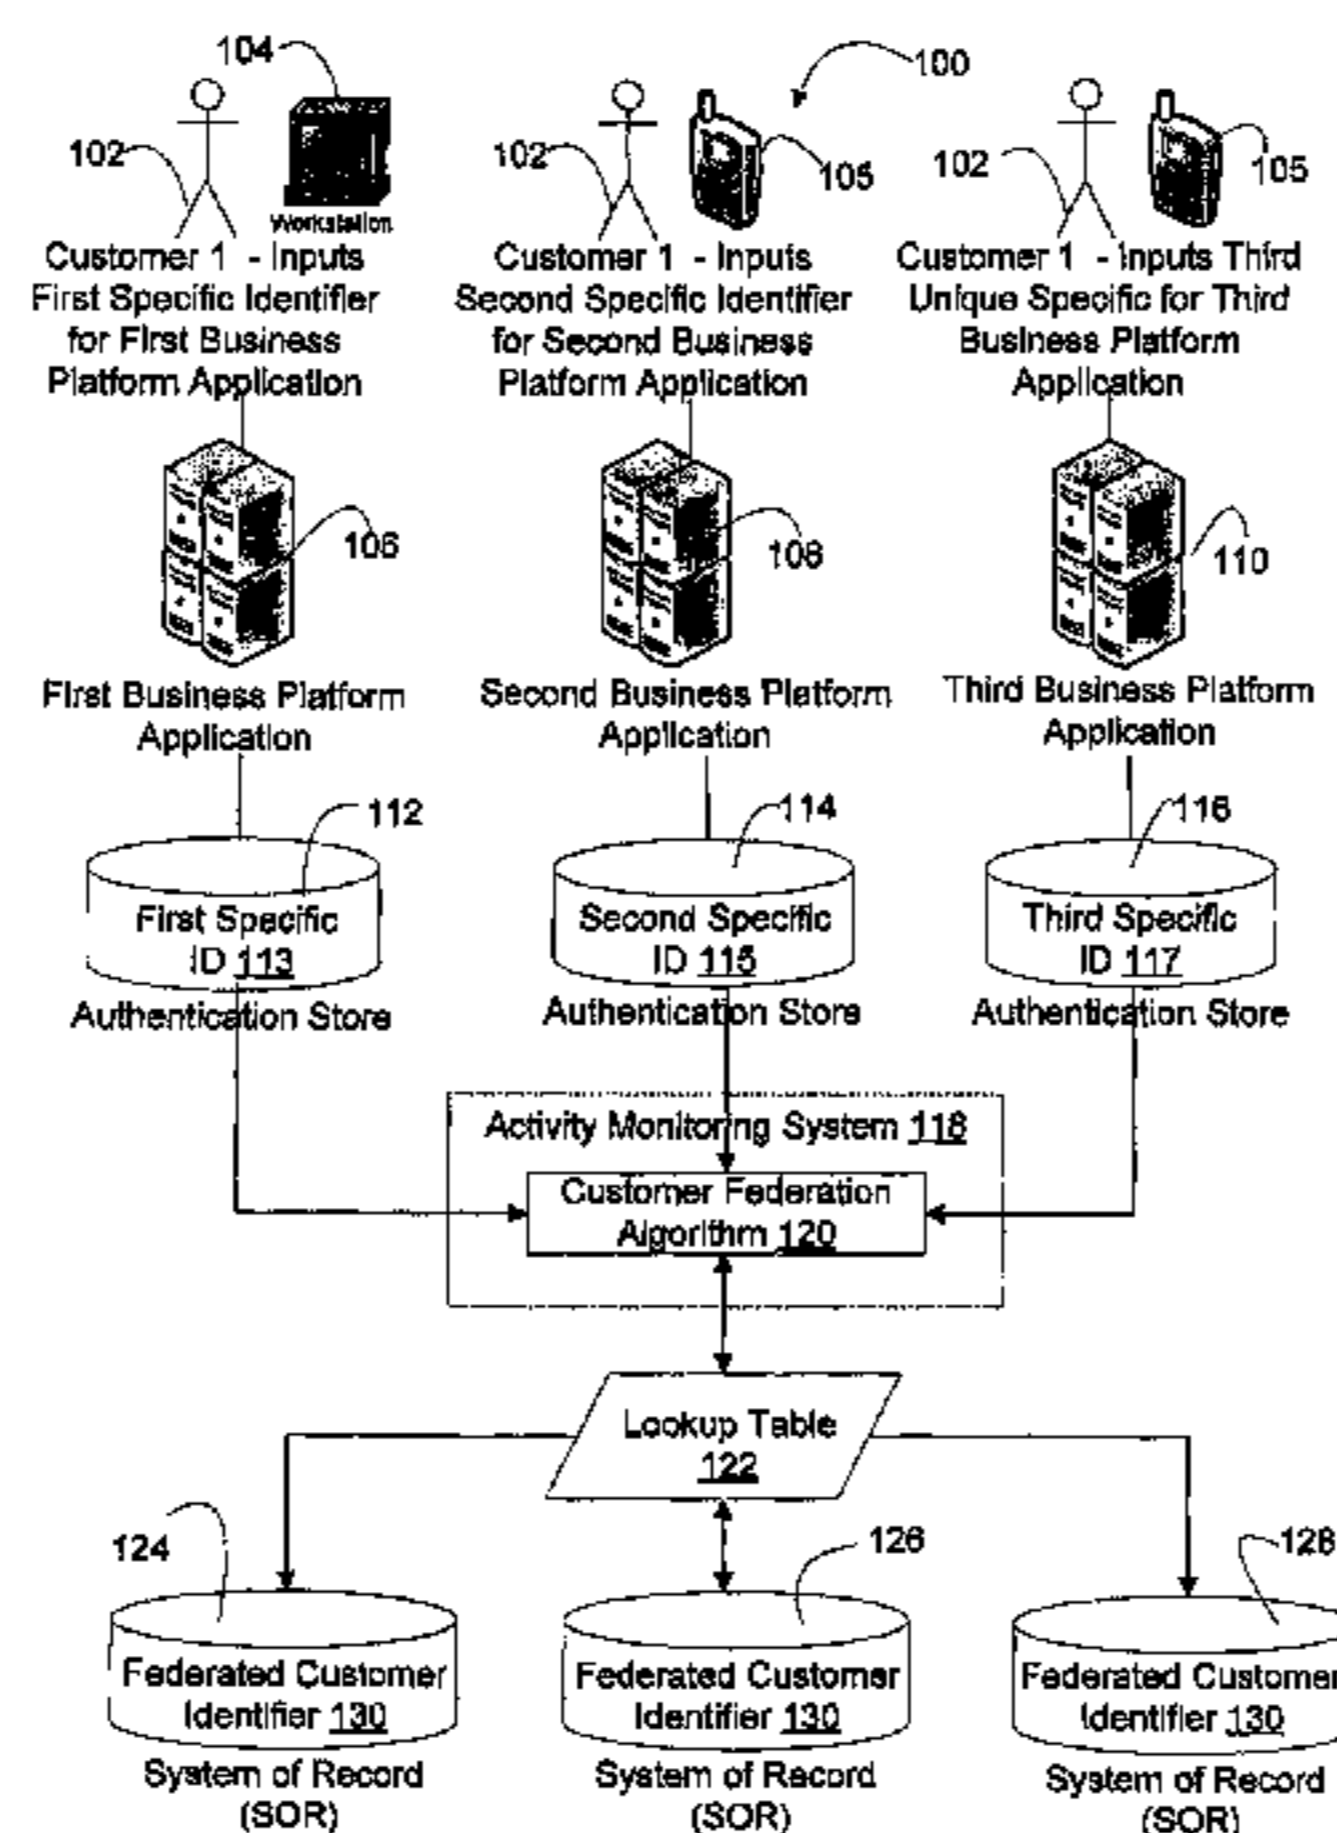 104
100
102
102
105
102
105
Workstation
Customer 1 - Inputs
First Specific Identifier
for First Business
Platform Application
Customer 1 - Inputs
Second Specific Identifier
for Second Business
Platform Application
Customer 1 - Inputs Third
Unique Specific for Third
Business Platform
Application
106
108
110
First Business Platform
Application
Second Business Platform
Application
Third Business Platform
Application
112
114
116
First Specific
ID 113
Authentication Store
Second Specific
ID 115
Authentication Store
Third Specific
ID 117
Authentication Store
Activity Monitoring System 118
Customer Federation
Algorithm 120
Lookup Table
122
124
126
128
Federated Customer
Identifier 130
System of Record
(SOR)
Federated Customer
Identifier 130
System of Record
(SOR)
Federated Customer
Identifier 130
System of Record
(SOR)